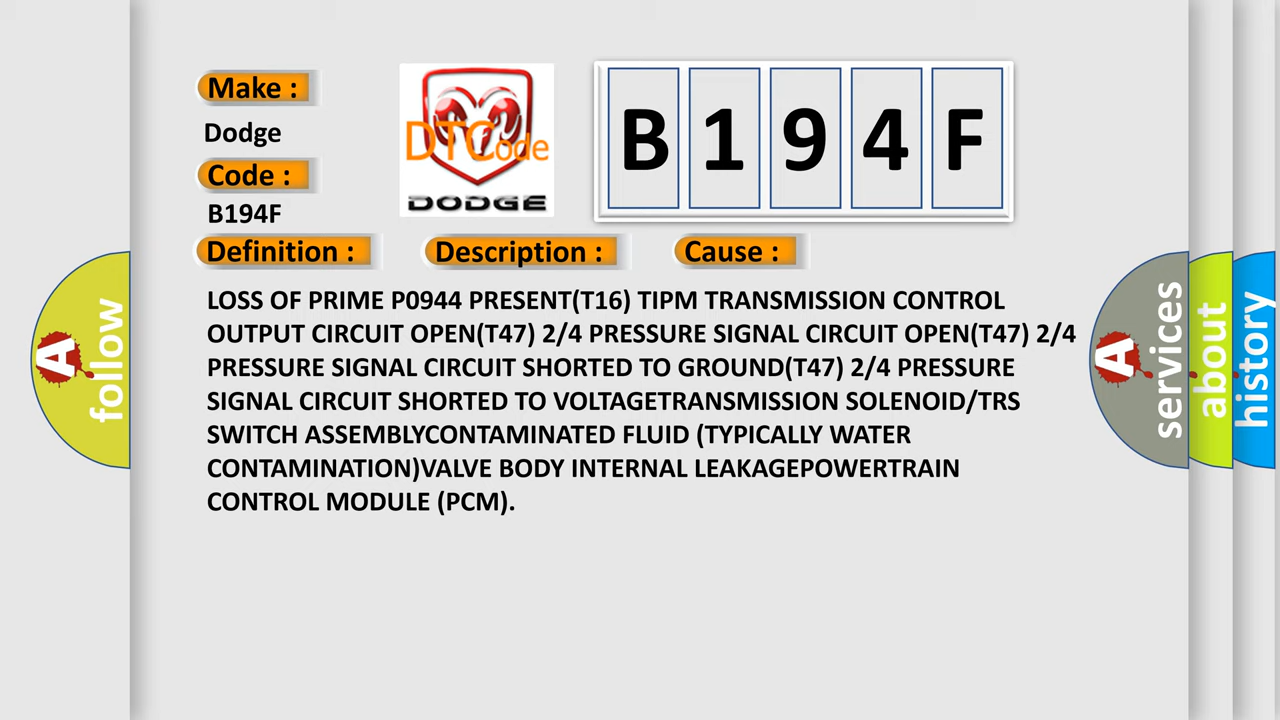 Make :
Dodge
Code :
B194F
DTCode
DODGE
B 1 9 4 F
Definition : Description : Cause :
LOSS OF PRIME P0944 PRESENT(T16) TIPM TRANSMISSION CONTROL
OUTPUT CIRCUIT OPEN(T47) 2/4 PRESSURE SIGNAL CIRCUIT OPEN(T47) 2/4
PRESSURE SIGNAL CIRCUIT SHORTED TO GROUND(T47) 2/4 PRESSURE
SIGNAL CIRCUIT SHORTED TO VOLTAGETRANSMISSION SOLENOID/TRS
SWITCH ASSEMBLYCONTAMINATED FLUID (TYPICALLY WATER
CONTAMINATION)VALVE BODY INTERNAL LEAKAGEPOWERTRAIN
CONTROL MODULE (PCM).
A follow
A services
about
history